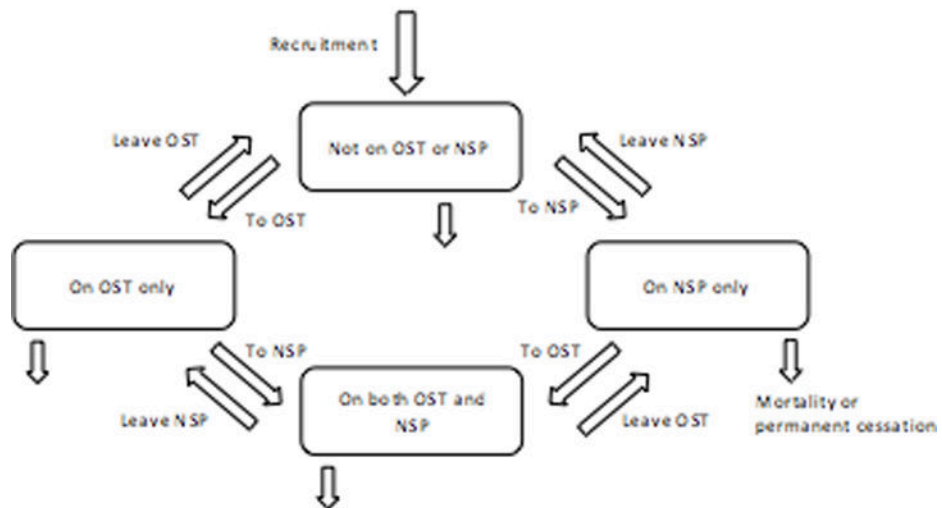 Recruitment
Leave OST
Not on OST or NSP
Leave NSP
To OST
To NSP
On OST only
On NSP only
To NSP
To OST
On both OST and
NSP
Leave NSP
Leave OST
Mortality or
permanent cessation